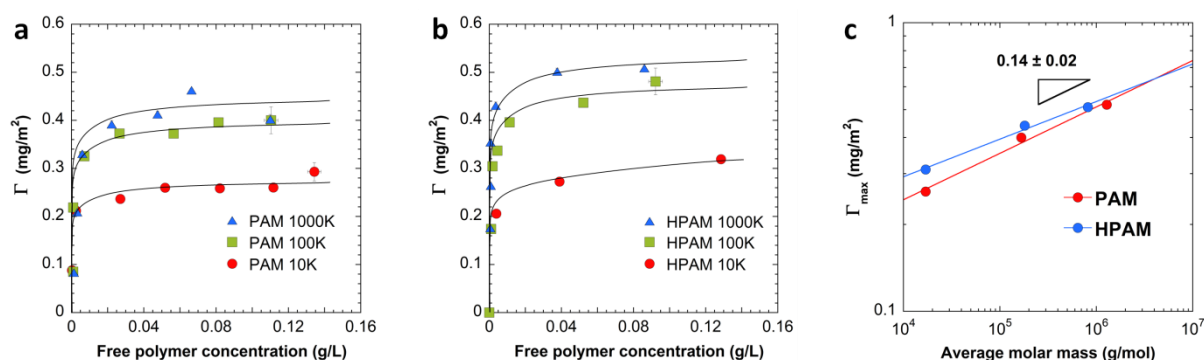 a
0.6
0.5
0.4
0.3
0.2
0.1
0
Γ (mg/m²)
PAM 1000K
PAM 100K
PAM 10K
0 0.04 0.08 0.12 0.16
Free polymer concentration (g/L)
b
0.6
0.5
0.4
0.3
0.2
0.1
0
Γ (mg/m²)
HPAM 1000K
HPAM 100K
HPAM 10K
0 0.04 0.08 0.12 0.16
Free polymer concentration (g/L)
c
1
0.1
Γmax (mg/m²)
0.14 ± 0.02
PAM
HPAM
10⁴ 10⁵ 10⁶ 10⁷
Average molar mass (g/mol)